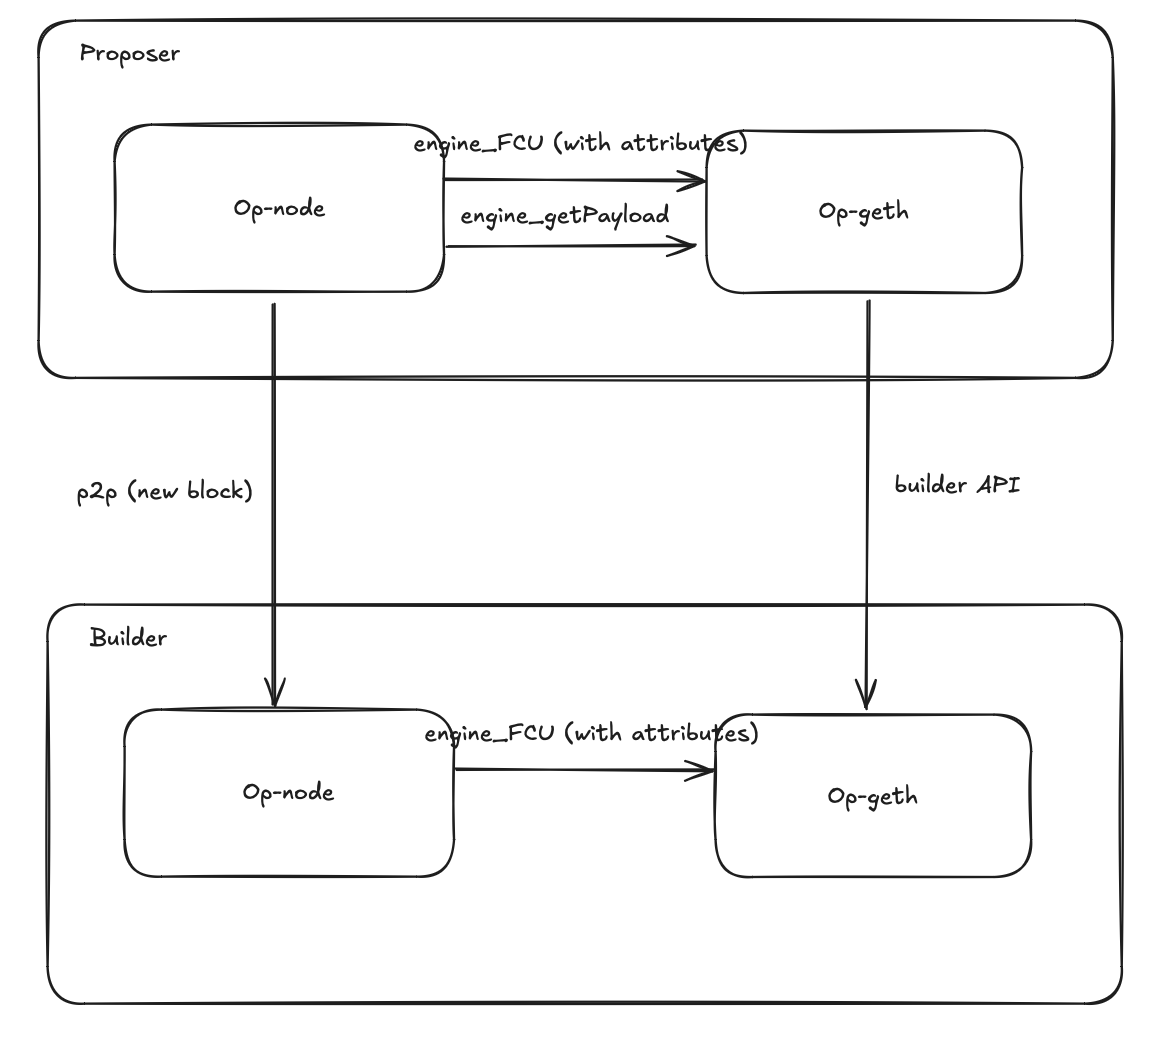 Proposer
engine_FCU (with attributes)
Op-node
engine_getPayload
Op-geth
p2p (new block)
builder API
Builder
engine_FCU (with attributes)
Op-node
Op-geth